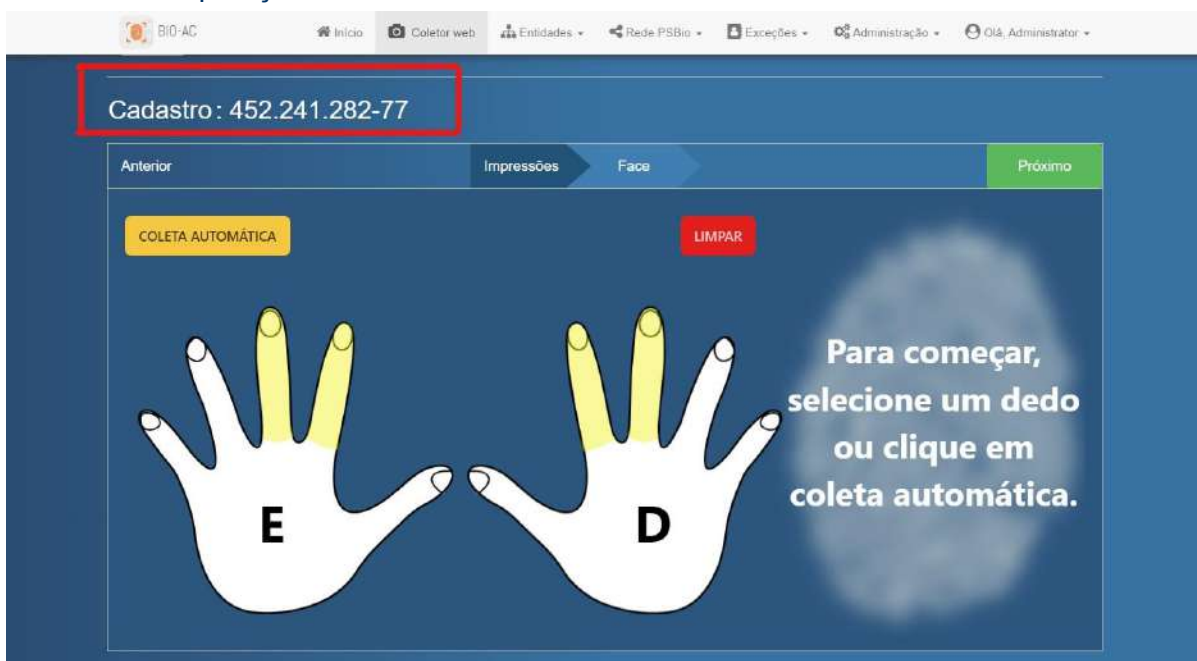 BIO-AC Início Coletor web Entidades Rede PSBio Exceções Administração Olá, Administrator
Cadastro : 452.241.282-77
Anterior Impressões Face Próximo
COLETA AUTOMÁTICA LIMPAR
Para começar,
selecione um dedo
ou clique em
coleta automática.
E D